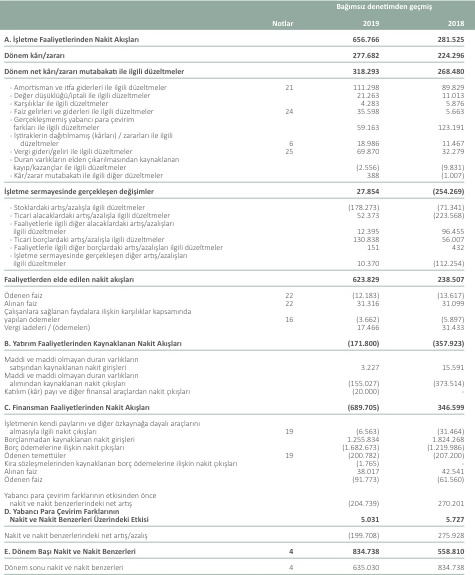 Bağımsız denetimden geçmiş
Notlar 2019 2018
A. İşletme Faaliyetlerinden Nakit Akışları 656.766 281.525
Dönem kârı/zararı 277.682 224.296
Dönem net kârı/zararı mutabakatı ile ilgili düzeltmeler 318.293 268.480
- Amortisman ve itfa giderleri ile ilgili düzeltmeler 21 111.298 89.829
- Değer düşüklüğü/iptali ile ilgili düzeltmeler 21.263 11.013
- Karşılıklar ile ilgili düzeltmeler 4.283 5.876
- Faiz gelirleri ve giderleri ile ilgili düzeltmeler 24 35.598 5.663
- Gerçekleşmemiş yabancı para çevirim
farkları ile ilgili düzeltmeler 59.163 123.191
- İştiraklerin dağıtılmamış (kârları) / zararları ile ilgili
düzeltmeler 6 18.986 11.467
- Vergi gideri/geliri ile ilgili düzeltmeler 25 69.870 32.279
- Duran varlıkların elden çıkarılmasından kaynaklanan
kayıp/kazançlar ile ilgili düzeltmeler (2.556) (9.831)
- Kâr/zarar mutabakatı ile ilgili diğer düzeltmeler 388 (1.007)
İşletme sermayesinde gerçekleşen değişimler 27.854 (254.269)
- Stoklardaki artış/azalışla ilgili düzeltmeler (178.273) (71.341)
- Ticari alacaklardaki artış/azalışla ilgili düzeltmeler 52.373 (223.568)
- Faaliyetlerle ilgili diğer alacaklardaki artış/azalışları
ilgili düzeltmeler 12.395 96.455
- Ticari borçlardaki artış/azalışla ilgili düzeltmeler 130.838 56.007
- Faaliyetlerle ilgili diğer borçlardaki artış/azalışları ilgili düzeltmeler 151 432
- İşletme sermayesinde gerçekleşen diğer artış/azalışları
ilgili düzeltmeler 10.370 (112.254)
Faaliyetlerden elde edilen nakit akışları 623.829 238.507
Ödenen faiz 22 (12.183) (13.617)
Alınan faiz 22 31.316 31.099
Çalışanlara sağlanan faydalara ilişkin karşılıklar kapsamında
yapılan ödemeler 16 (3.662) (5.897)
Vergi iadeleri / (ödemeleri) 17.466 31.433
B. Yatırım Faaliyetlerinden Kaynaklanan Nakit Akışları (171.800) (357.923)
Maddi ve maddi olmayan duran varlıkların
satışından kaynaklanan nakit girişleri 3.227 15.591
Maddi ve maddi olmayan duran varlıkların
alımından kaynaklanan nakit çıkışları (155.027) (373.514)
Katılım (kâr) payı ve diğer finansal araçlardan nakit çıkışları (20.000) -
C. Finansman Faaliyetlerinden Nakit Akışları (689.705) 346.599
İşletmenin kendi paylarını ve diğer özkaynağa dayalı araçlarını
almasıyla ilgili nakit çıkışları 19 (6.563) (31.464)
Borçlanmadan kaynaklanan nakit girişleri 1.255.834 1.824.268
Borç ödemelerine ilişkin nakit çıkışları (1.682.673) (1.219.986)
Ödenen temettüler 19 (200.782) (207.200)
Kira sözleşmelerinden kaynaklanan borç ödemelerine ilişkin nakit çıkışları (1.765) -
Alınan faiz 38.017 42.541
Ödenen faiz (91.773) (61.560)
Yabancı para çevirim farklarının etkisinden önce
nakit ve nakit benzerlerindeki net artış (204.739) 270.201
D. Yabancı Para Çevirim Farklarının
Nakit ve Nakit Benzerleri Üzerindeki Etkisi 5.031 5.727
Nakit ve nakit benzerlerindeki net artış/azalış (199.708) 275.928
E. Dönem Başı Nakit ve Nakit Benzerleri 4 834.738 558.810
Dönem sonu nakit ve nakit benzerleri 4 635.030 834.738